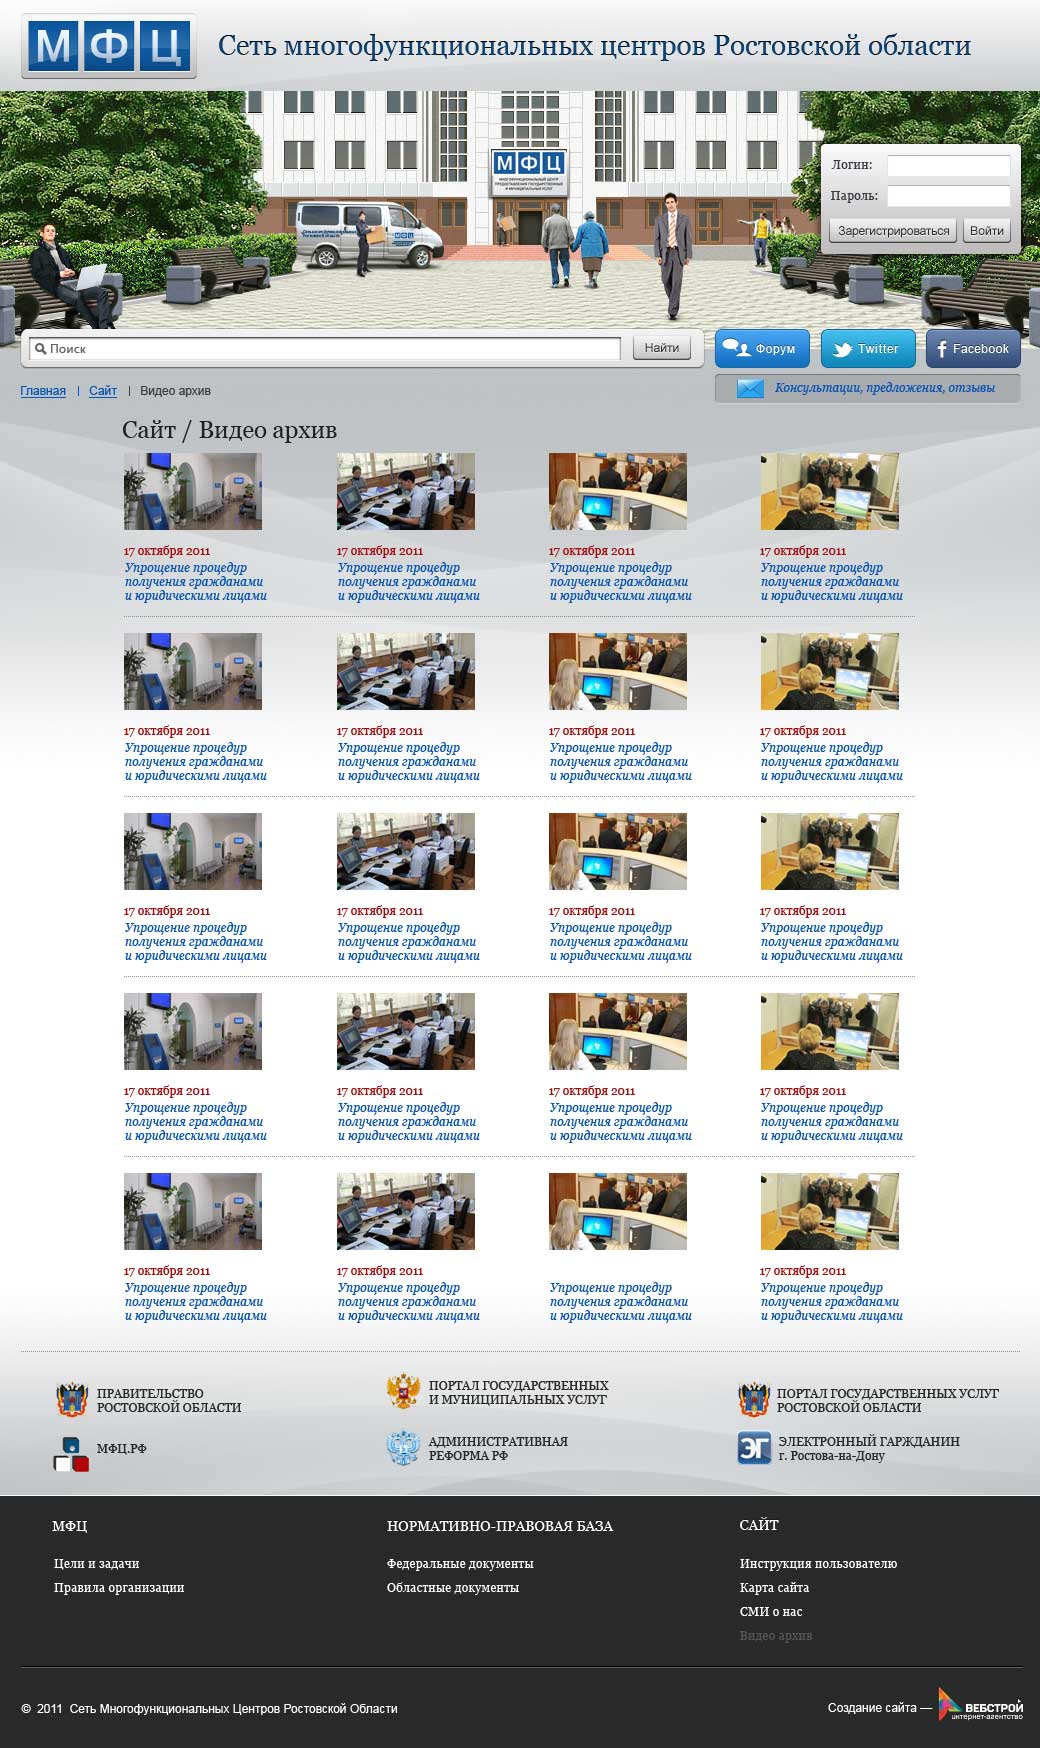 МФЦ
Сеть многофункциональных центров Ростовской области
МФЦ
МНОГОФУНКЦИОНАЛЬНЫЙ ЦЕНТР
ПРЕДОСТАВЛЕНИЯ ГОСУДАРСТВЕННЫХ
И МУНИЦИПАЛЬНЫХ УСЛУГ
Логин:
Пароль:
Зарегистрироваться Войти
Поиск
Найти
Форум
Twitter
Facebook
Главная | Сайт | Видео архив
Консультации, предложения, отзывы
Сайт / Видео архив
17 октября 2011 17 октября 2011 17 октября 2011 17 октября 2011
Упрощение процедур Упрощение процедур Упрощение процедур Упрощение процедур
получения гражданами получения гражданами получения гражданами получения гражданами
и юридическими лицами и юридическими лицами и юридическими лицами и юридическими лицами
17 октября 2011 17 октября 2011 17 октября 2011 17 октября 2011
Упрощение процедур Упрощение процедур Упрощение процедур Упрощение процедур
получения гражданами получения гражданами получения гражданами получения гражданами
и юридическими лицами и юридическими лицами и юридическими лицами и юридическими лицами
17 октября 2011 17 октября 2011 17 октября 2011 17 октября 2011
Упрощение процедур Упрощение процедур Упрощение процедур Упрощение процедур
получения гражданами получения гражданами получения гражданами получения гражданами
и юридическими лицами и юридическими лицами и юридическими лицами и юридическими лицами
17 октября 2011 17 октября 2011 17 октября 2011 17 октября 2011
Упрощение процедур Упрощение процедур Упрощение процедур Упрощение процедур
получения гражданами получения гражданами получения гражданами получения гражданами
и юридическими лицами и юридическими лицами и юридическими лицами и юридическими лицами
17 октября 2011 17 октября 2011 17 октября 2011
Упрощение процедур Упрощение процедур Упрощение процедур Упрощение процедур
получения гражданами получения гражданами получения гражданами получения гражданами
и юридическими лицами и юридическими лицами и юридическими лицами и юридическими лицами
ПРАВИТЕЛЬСТВО
РОСТОВСКОЙ ОБЛАСТИ
ПОРТАЛ ГОСУДАРСТВЕННЫХ
И МУНИЦИПАЛЬНЫХ УСЛУГ
ПОРТАЛ ГОСУДАРСТВЕННЫХ УСЛУГ
РОСТОВСКОЙ ОБЛАСТИ
МФЦ.РФ
АДМИНИСТРАТИВНАЯ
РЕФОРМА РФ
ЭГ
ЭЛЕКТРОННЫЙ ГАРЖДАНИН
г. Ростова-на-Дону
МФЦ
Цели и задачи
Правила организации
НОРМАТИВНО-ПРАВОВАЯ БАЗА
Федеральные документы
Областные документы
САЙТ
Инструкция пользователю
Карта сайта
СМИ о нас
Видео архив
© 2011 Сеть Многофункциональных Центров Ростовской Области
Создание сайта —
ВЕБСТРОЙ
интернет-агентство